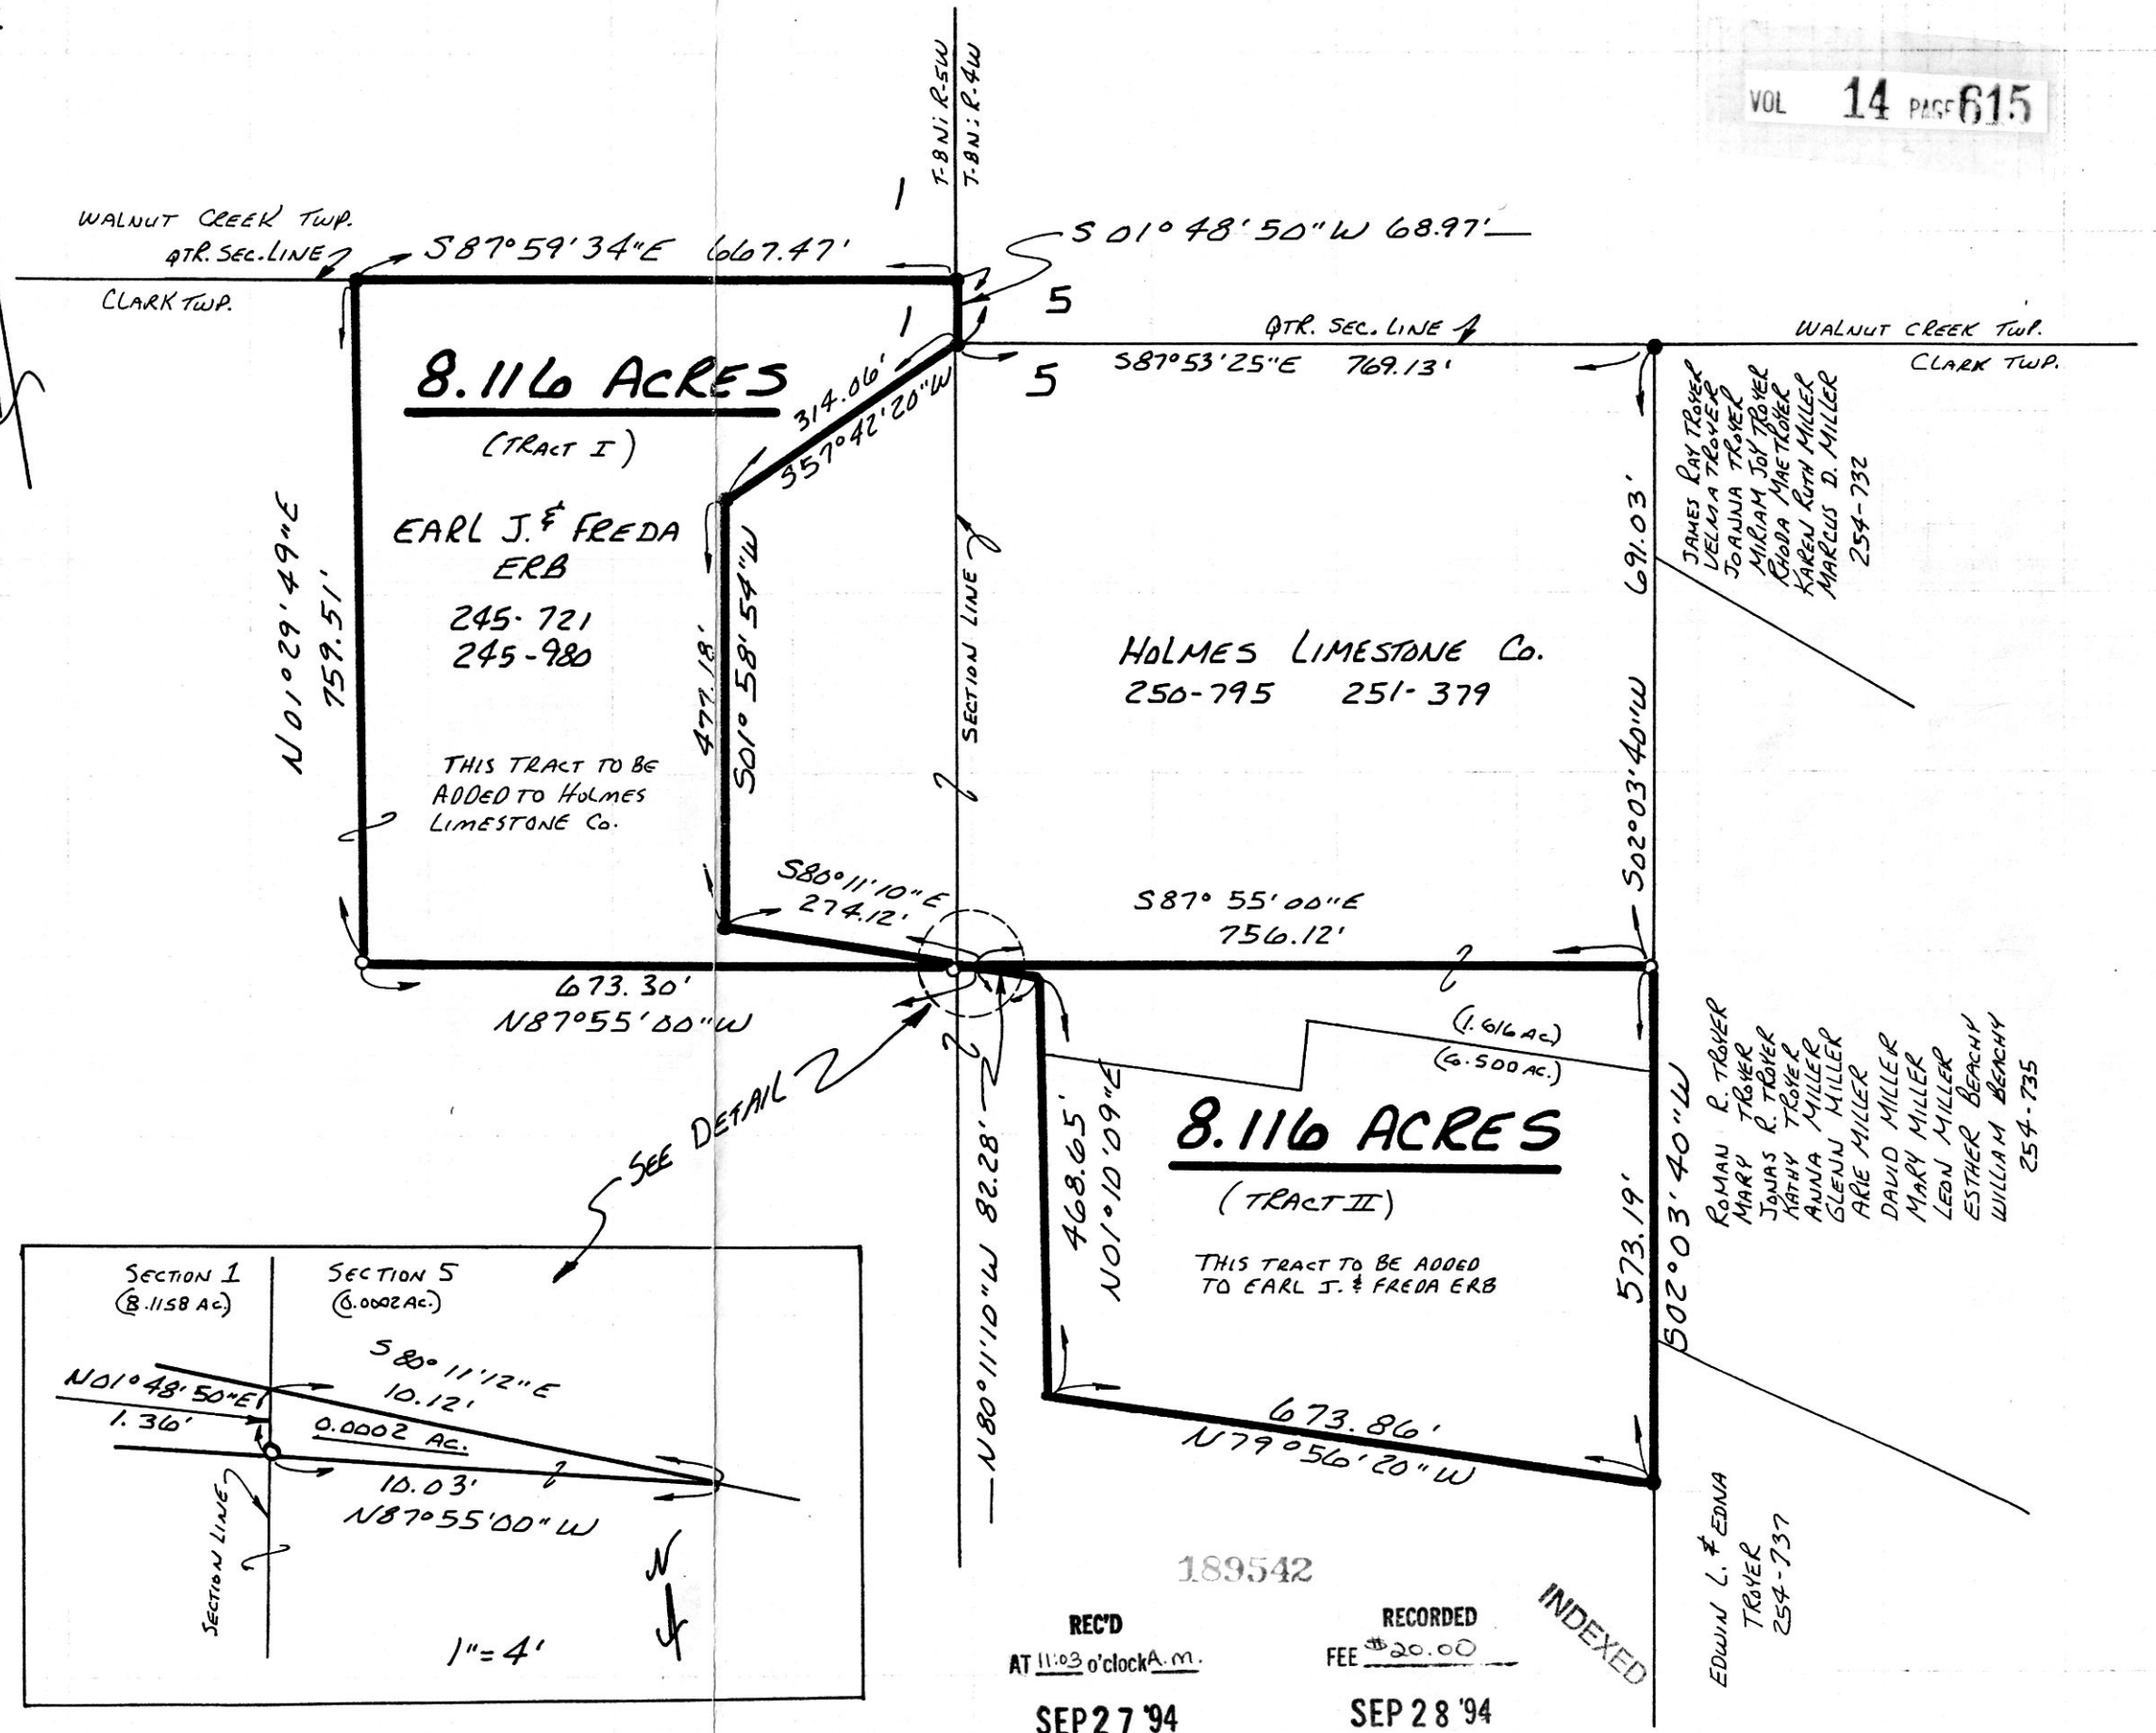 VOL 14 PAGE 615
T-8N; R-5W
T-8N; R-4W
1
WALNUT CREEK TWP.
QTR. SEC. LINE
CLARK TWP.
S87°59'34"E 667.47'
S 01° 48' 50" W 68.97'
5
1
5
QTR. SEC. LINE
S87°53'25"E 769.13'
WALNUT CREEK TWP.
CLARK TWP.
8.116 ACRES
(TRACT I)
EARL J. & FREDA
ERB
245-721
245-980
THIS TRACT TO BE
ADDED TO HOLMES
LIMESTONE CO.
N01°29'49"E
759.51'
314.06'
S57°42'20"W
477.18'
S01°58'54"W
SECTION LINE
HOLMES LIMESTONE CO.
250-795 251-379
691.03'
S02°03'40"W
JAMES RAY TROYER
VELMA TROYER
JOANNA TROYER
MIRIAM JOY TROYER
RHODA MAE TROYER
KAREN RUTH MILLER
MARCUS D. MILLER
254-732
S80°11'10"E
274.12'
S87° 55' 00"E
756.12'
673.30'
N87°55'00"W
SEE DETAIL
N80°11'10"W 82.28'
(1.616 AC)
(6.500 AC.)
468.65'
N01°10'09"E
8.116 ACRES
(TRACT II)
THIS TRACT TO BE ADDED
TO EARL J. & FREDA ERB
573.19'
S02°03'40"W
673.86'
N79°56'20"W
ROMAN R. TROYER
MARY TROYER
JONAS R. TROYER
KATHY TROYER
ANNA MILLER
GLENN MILLER
ARIE MILLER
DAVID MILLER
MARY MILLER
LEON MILLER
ESTHER BEACHY
WILLIAM BEACHY
254-735
EDWIN L. & EDNA
TROYER
254-737
SECTION 1
(8.1158 AC)
SECTION 5
(0.0002 AC.)
S 80° 11' 12" E
10.12'
N01°48'50"E
1.36'
0.0002 AC.
10.03'
N87°55'00"W
SECTION LINE
N
1"=4'
189542
REC'D
AT 11:03 o'clock A.m.
SEP 27 '94
RECORDED
FEE $20.00
SEP 28 '94
INDEXED